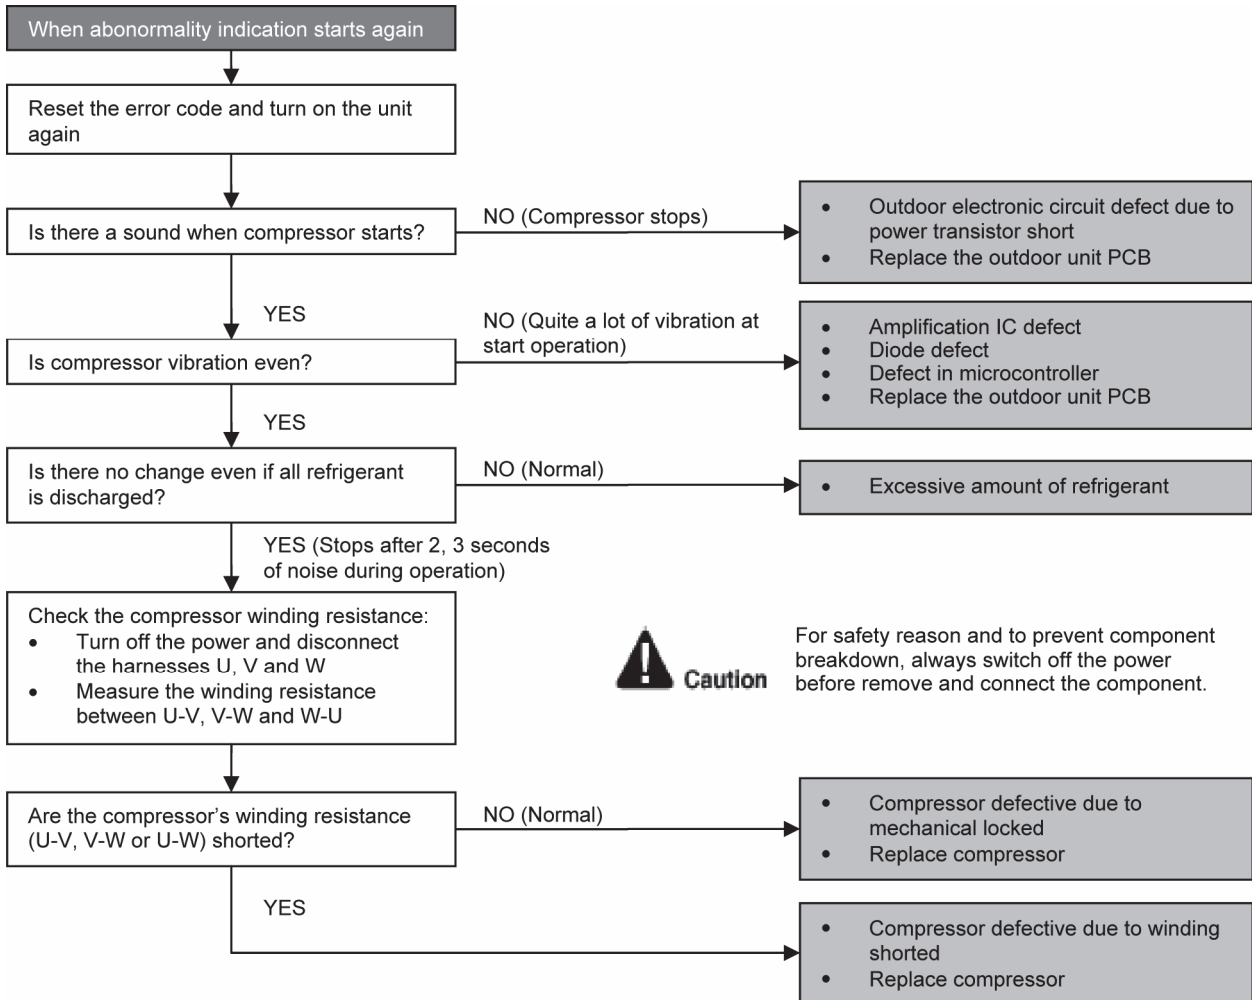 When abonormality indication starts again
Reset the error code and turn on the unit
again
Is there a sound when compressor starts?
NO (Compressor stops)
• Outdoor electronic circuit defect due to
power transistor short
• Replace the outdoor unit PCB
YES
Is compressor vibration even?
NO (Quite a lot of vibration at
start operation)
• Amplification IC defect
• Diode defect
• Defect in microcontroller
• Replace the outdoor unit PCB
YES
Is there no change even if all refrigerant
is discharged?
NO (Normal)
• Excessive amount of refrigerant
YES (Stops after 2, 3 seconds
of noise during operation)
Check the compressor winding resistance:
• Turn off the power and disconnect
the harnesses U, V and W
• Measure the winding resistance
between U-V, V-W and W-U
Caution
For safety reason and to prevent component
breakdown, always switch off the power
before remove and connect the component.
Are the compressor’s winding resistance
(U-V, V-W or U-W) shorted?
NO (Normal)
• Compressor defective due to
mechanical locked
• Replace compressor
YES
• Compressor defective due to winding
shorted
• Replace compressor